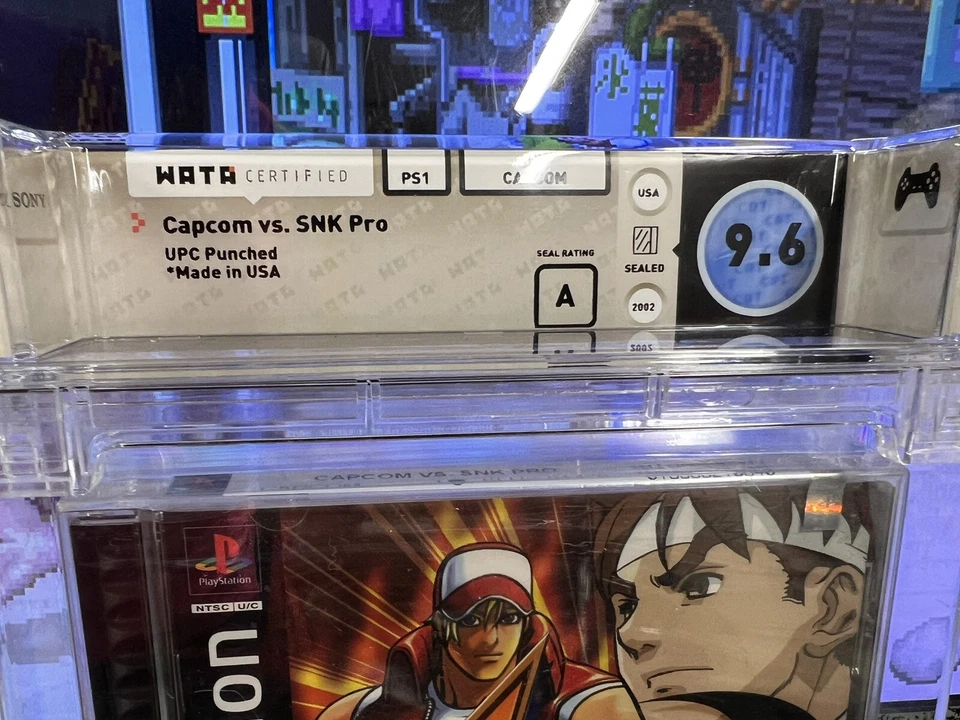 SONY
WATA CERTIFIED
PS1
CAPCOM
USA
Capcom vs. SNK Pro
UPC Punched
*Made in USA
SEAL RATING
A
SEALED
2002
9.6
CAPCOM VS. SNK PRO
PlayStation
NTSC U/C
on